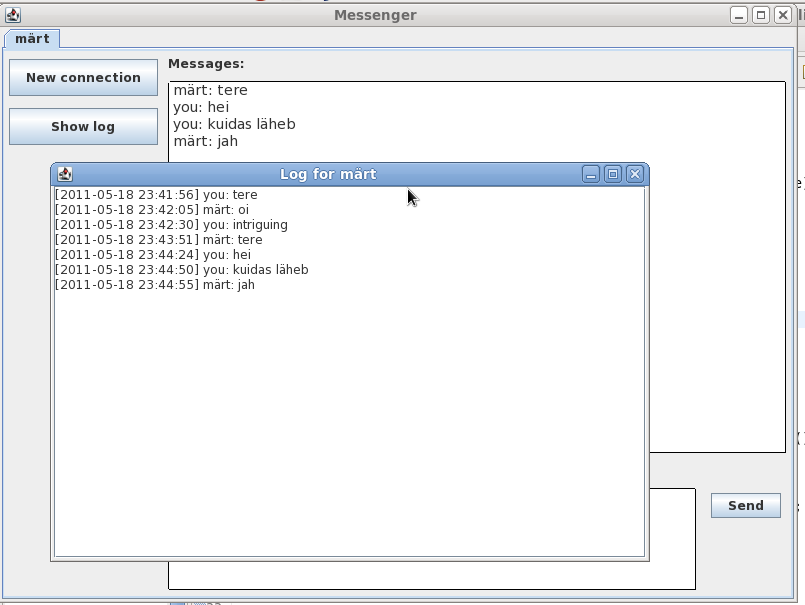 Messenger
märt
New connection
Show log
Messages:
märt: tere
you: hei
you: kuidas läheb
märt: jah
Log for märt
[2011-05-18 23:41:56] you: tere
[2011-05-18 23:42:05] märt: oi
[2011-05-18 23:42:30] you: intriguing
[2011-05-18 23:43:51] märt: tere
[2011-05-18 23:44:24] you: hei
[2011-05-18 23:44:50] you: kuidas läheb
[2011-05-18 23:44:55] märt: jah
Send